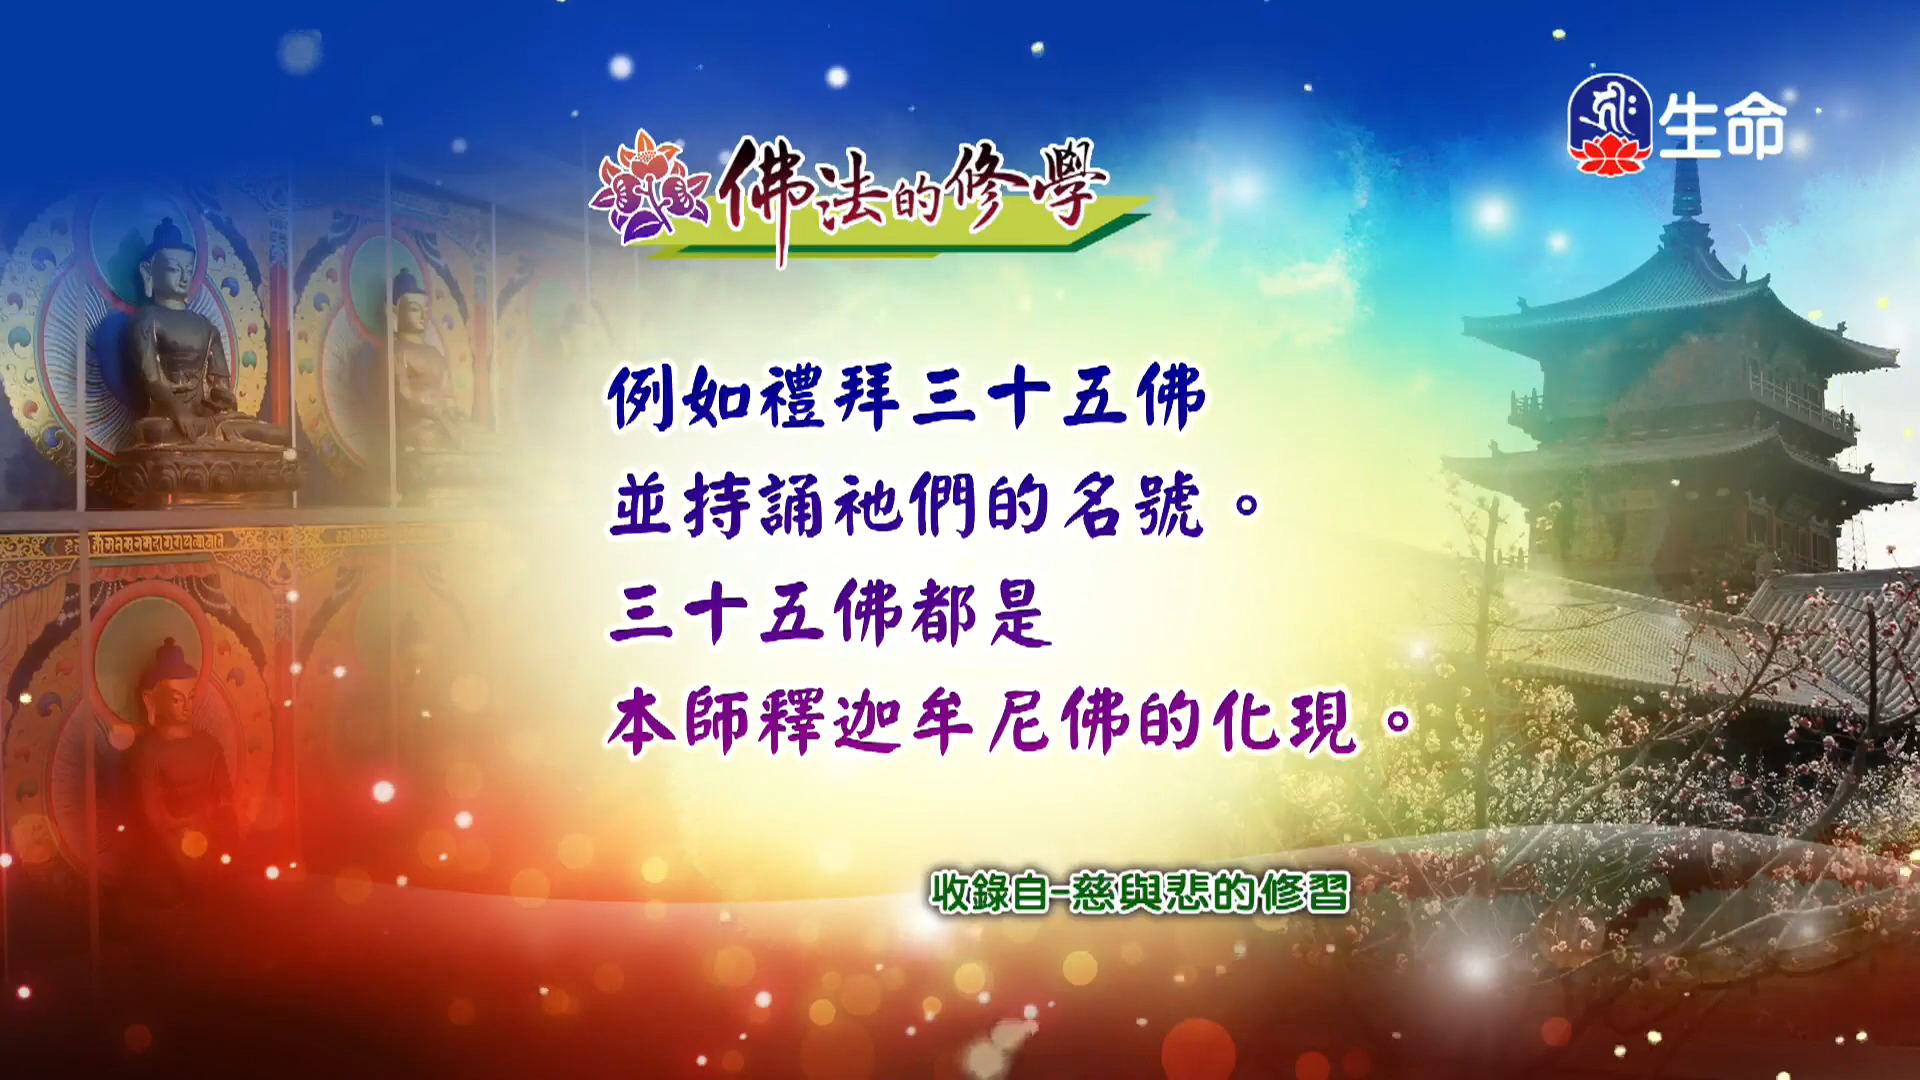 生命
佛法的修學
例如禮拜三十五佛
並持誦祂們的名號。
三十五佛都是
本師釋迦牟尼佛的化現。
收錄自-慈與悲的修習